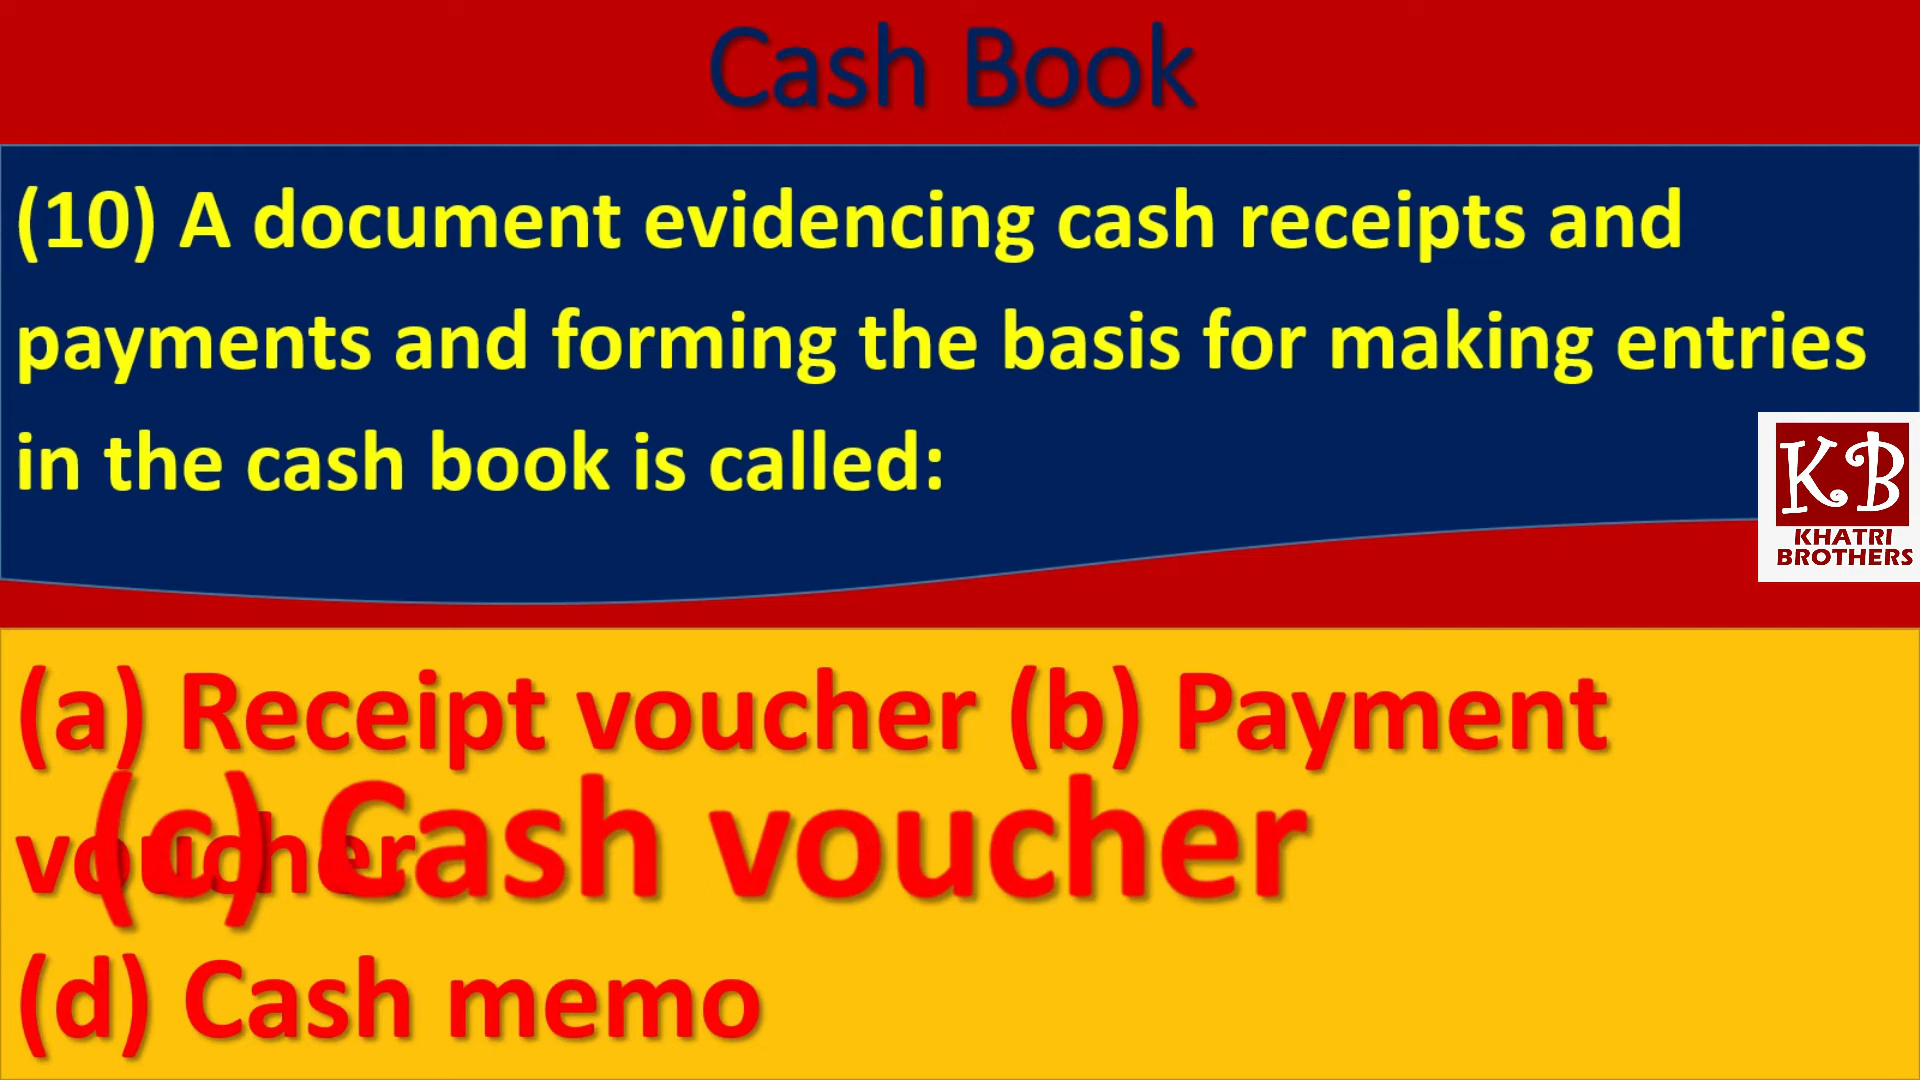 Cash Book
(10) A document evidencing cash receipts and
payments and forming the basis for making entries
in the cash book is called:
KB
KHATRI
BROTHERS
(a) Receipt voucher (b) Payment
voucher
(c) Cash voucher
(d) Cash memo